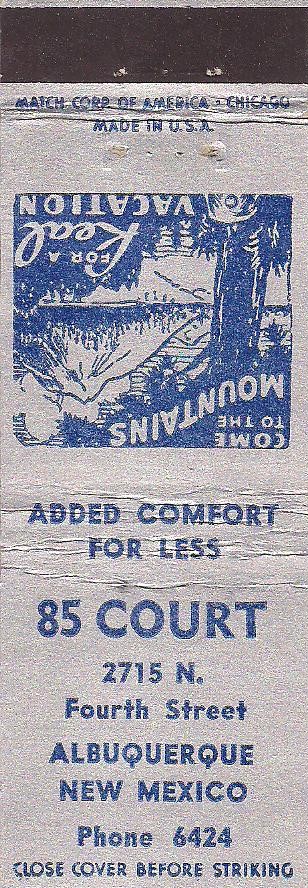 MATCH CORP. OF AMERICA · CHICAGO
MADE IN U.S.A.
COME
TO THE
MOUNTAINS
FOR A
Real
VACATION
ADDED COMFORT
FOR LESS
85 COURT
2715 N.
Fourth Street
ALBUQUERQUE
NEW MEXICO
Phone 6424
CLOSE COVER BEFORE STRIKING